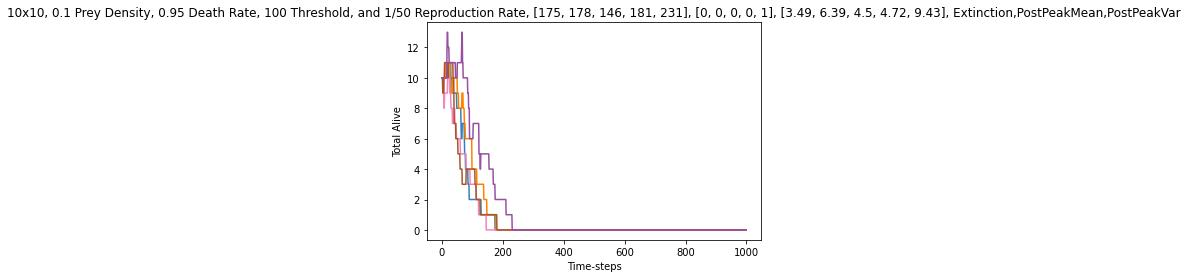 10x10, 0.1 Prey Density, 0.95 Death Rate, 100 Threshold, and 1/50 Reproduction Rate, [175, 178, 146, 181, 231], [0, 0, 0, 0, 1], [3.49, 6.39, 4.5, 4.72, 9.43], Extinction,PostPeakMean,PostPeakVar
12
10
8
6
4
2
0
Total Alive
0 200 400 600 800 1000
Time-steps